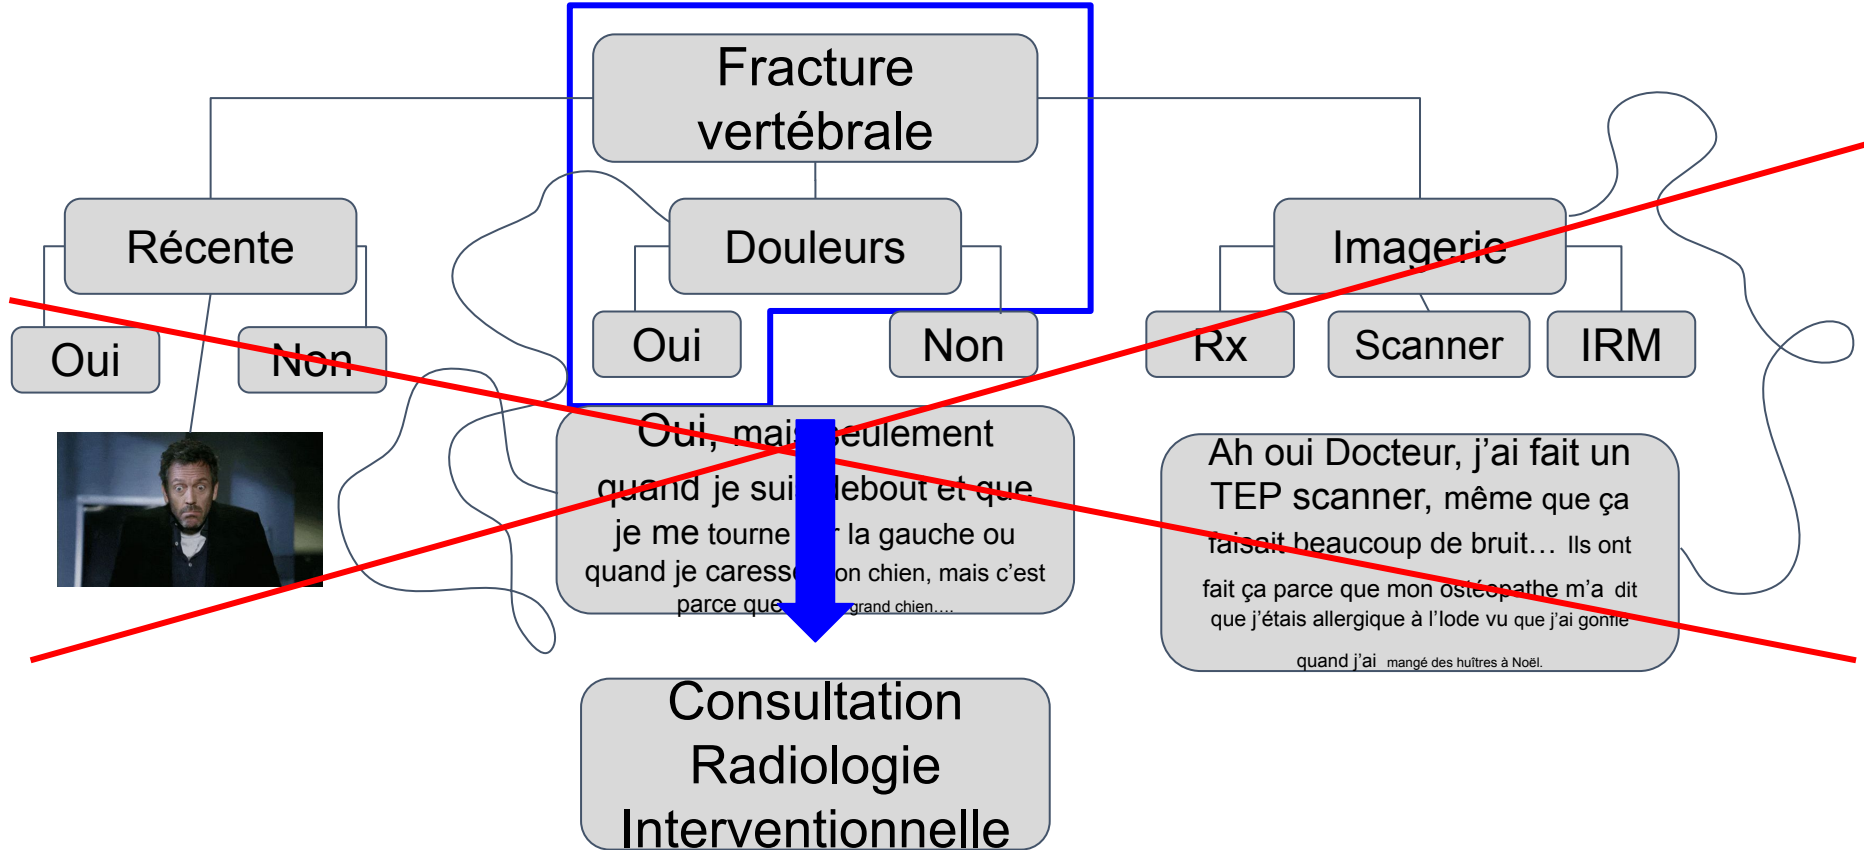 Fracture
vertébrale
Récente
Douleurs
Imagerie
Oui
Non
Oui
Non
Rx
Scanner
IRM
Oui, mais seulement
quand je suis debout et que
je me tourne la gauche ou
quand je caresse on chien, mais c'est
parce que grand chien….
Ah oui Docteur, j'ai fait un
TEP scanner, même que ça
faisait beaucoup de bruit… Ils ont
fait ça parce que mon ostéopathe m'a dit
que j'étais allergique à l'Iode vu que j'ai gonflé
quand j'ai mangé des huîtres à Noël.
Consultation
Radiologie
Interventionnelle